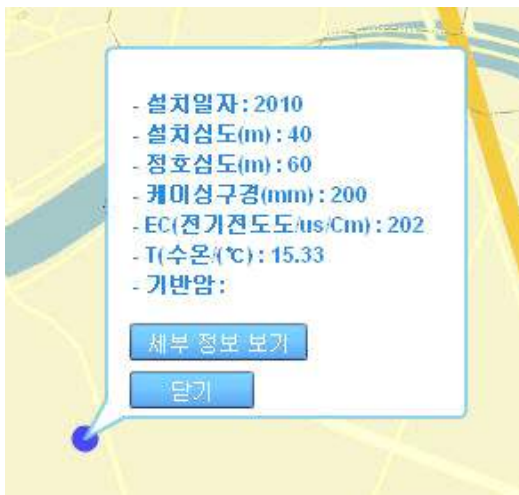 - 설치일자 : 2010
- 설치심도(m) : 40
- 정호심도(m) : 60
- 케이싱구경(mm) : 200
- EC(전기전도도/us/Cm) : 202
- T(수온/(℃) : 15.33
- 기반암 :
세부 정보 보기
닫기